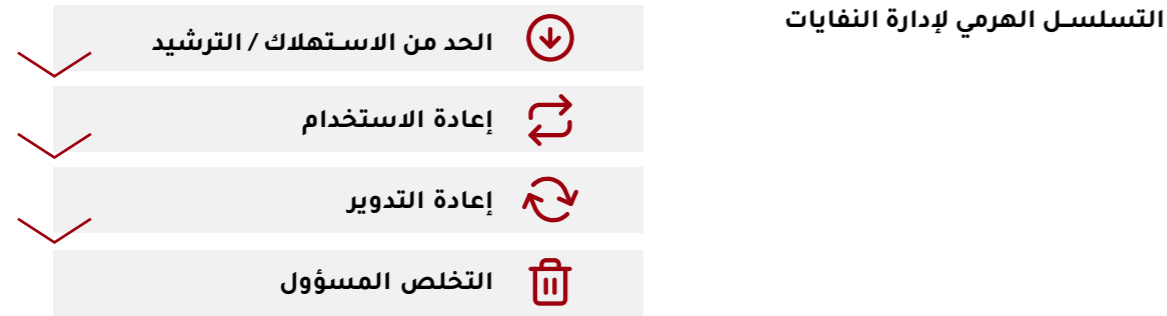 التسلسل الهرمي لإدارة النفايات
الحد من الاستهلاك / الترشيد
إعادة الاستخدام
إعادة التدوير
التخلص المسؤول